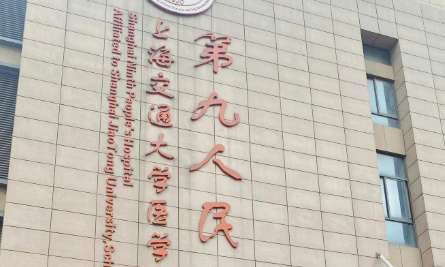 第九人民
上海交通大学医学
Shanghai Ninth People's Hospital
Affiliated to Shanghai Jiao Tong University, Sch